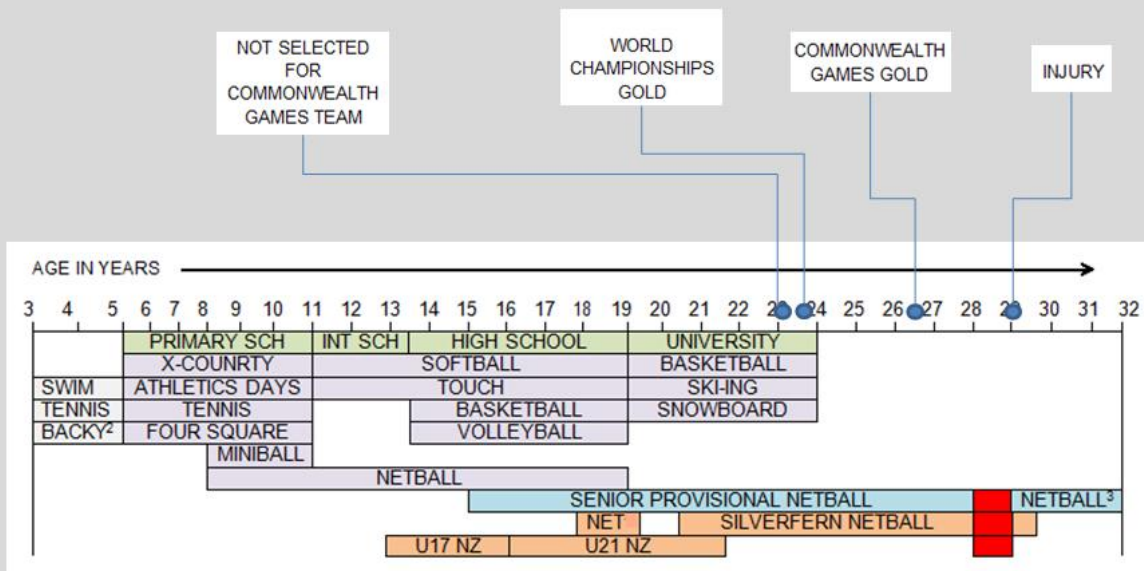 NOT SELECTED
FOR
COMMONWEALTH
GAMES TEAM
WORLD
CHAMPIONSHIPS
GOLD
COMMONWEALTH
GAMES GOLD
INJURY
AGE IN YEARS
3 4 5 6 7 8 9 10 11 12 13 14 15 16 17 18 19 20 21 22 23 24 25 26 27 28 29 30 31 32
PRIMARY SCH INT SCH HIGH SCHOOL UNIVERSITY
X-COUNRTY SOFTBALL BASKETBALL
SWIM ATHLETICS DAYS TOUCH SKI-ING
TENNIS TENNIS BASKETBALL SNOWBOARD
BACKY² FOUR SQUARE VOLLEYBALL
MINIBALL
NETBALL
SENIOR PROVISIONAL NETBALL NETBALL³
NET SILVERFERN NETBALL
U17 NZ U21 NZ